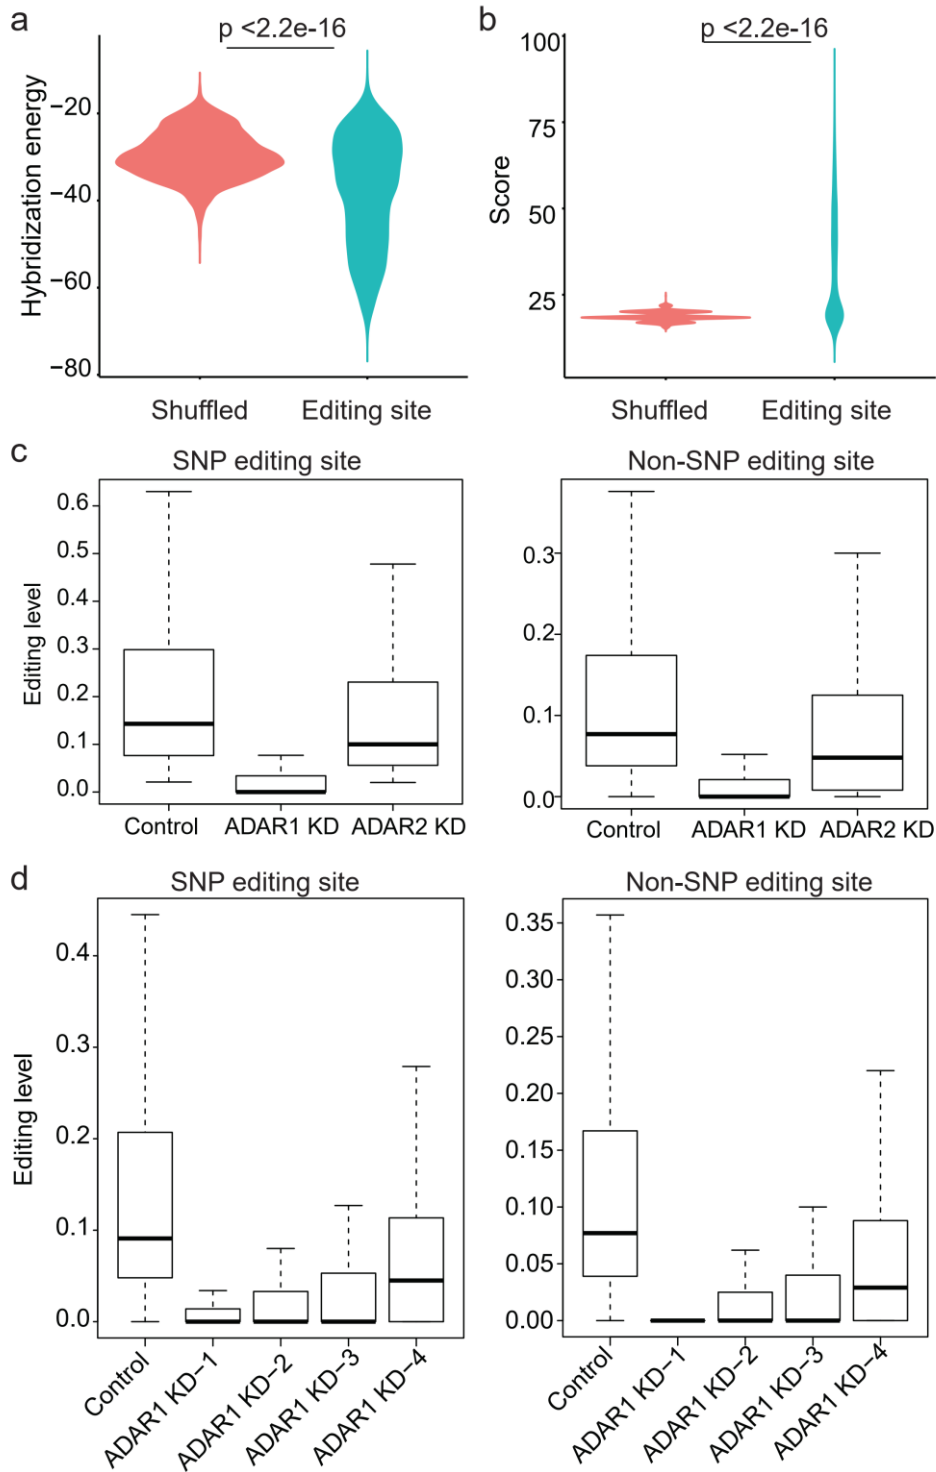 a
p <2.2e-16
Hybridization energy
−20
−40
−60
−80
Shuffled
Editing site
b
p <2.2e-16
Score
100
75
50
25
Shuffled
Editing site
c
SNP editing site
Editing level
0.6
0.5
0.4
0.3
0.2
0.1
0.0
Control
ADAR1 KD
ADAR2 KD
Non-SNP editing site
0.3
0.2
0.1
0.0
Control
ADAR1 KD
ADAR2 KD
d
SNP editing site
Editing level
0.4
0.3
0.2
0.1
0.0
Control
ADAR1 KD−1
ADAR1 KD−2
ADAR1 KD−3
ADAR1 KD−4
Non-SNP editing site
0.35
0.30
0.25
0.20
0.15
0.10
0.05
0.00
Control
ADAR1 KD−1
ADAR1 KD−2
ADAR1 KD−3
ADAR1 KD−4